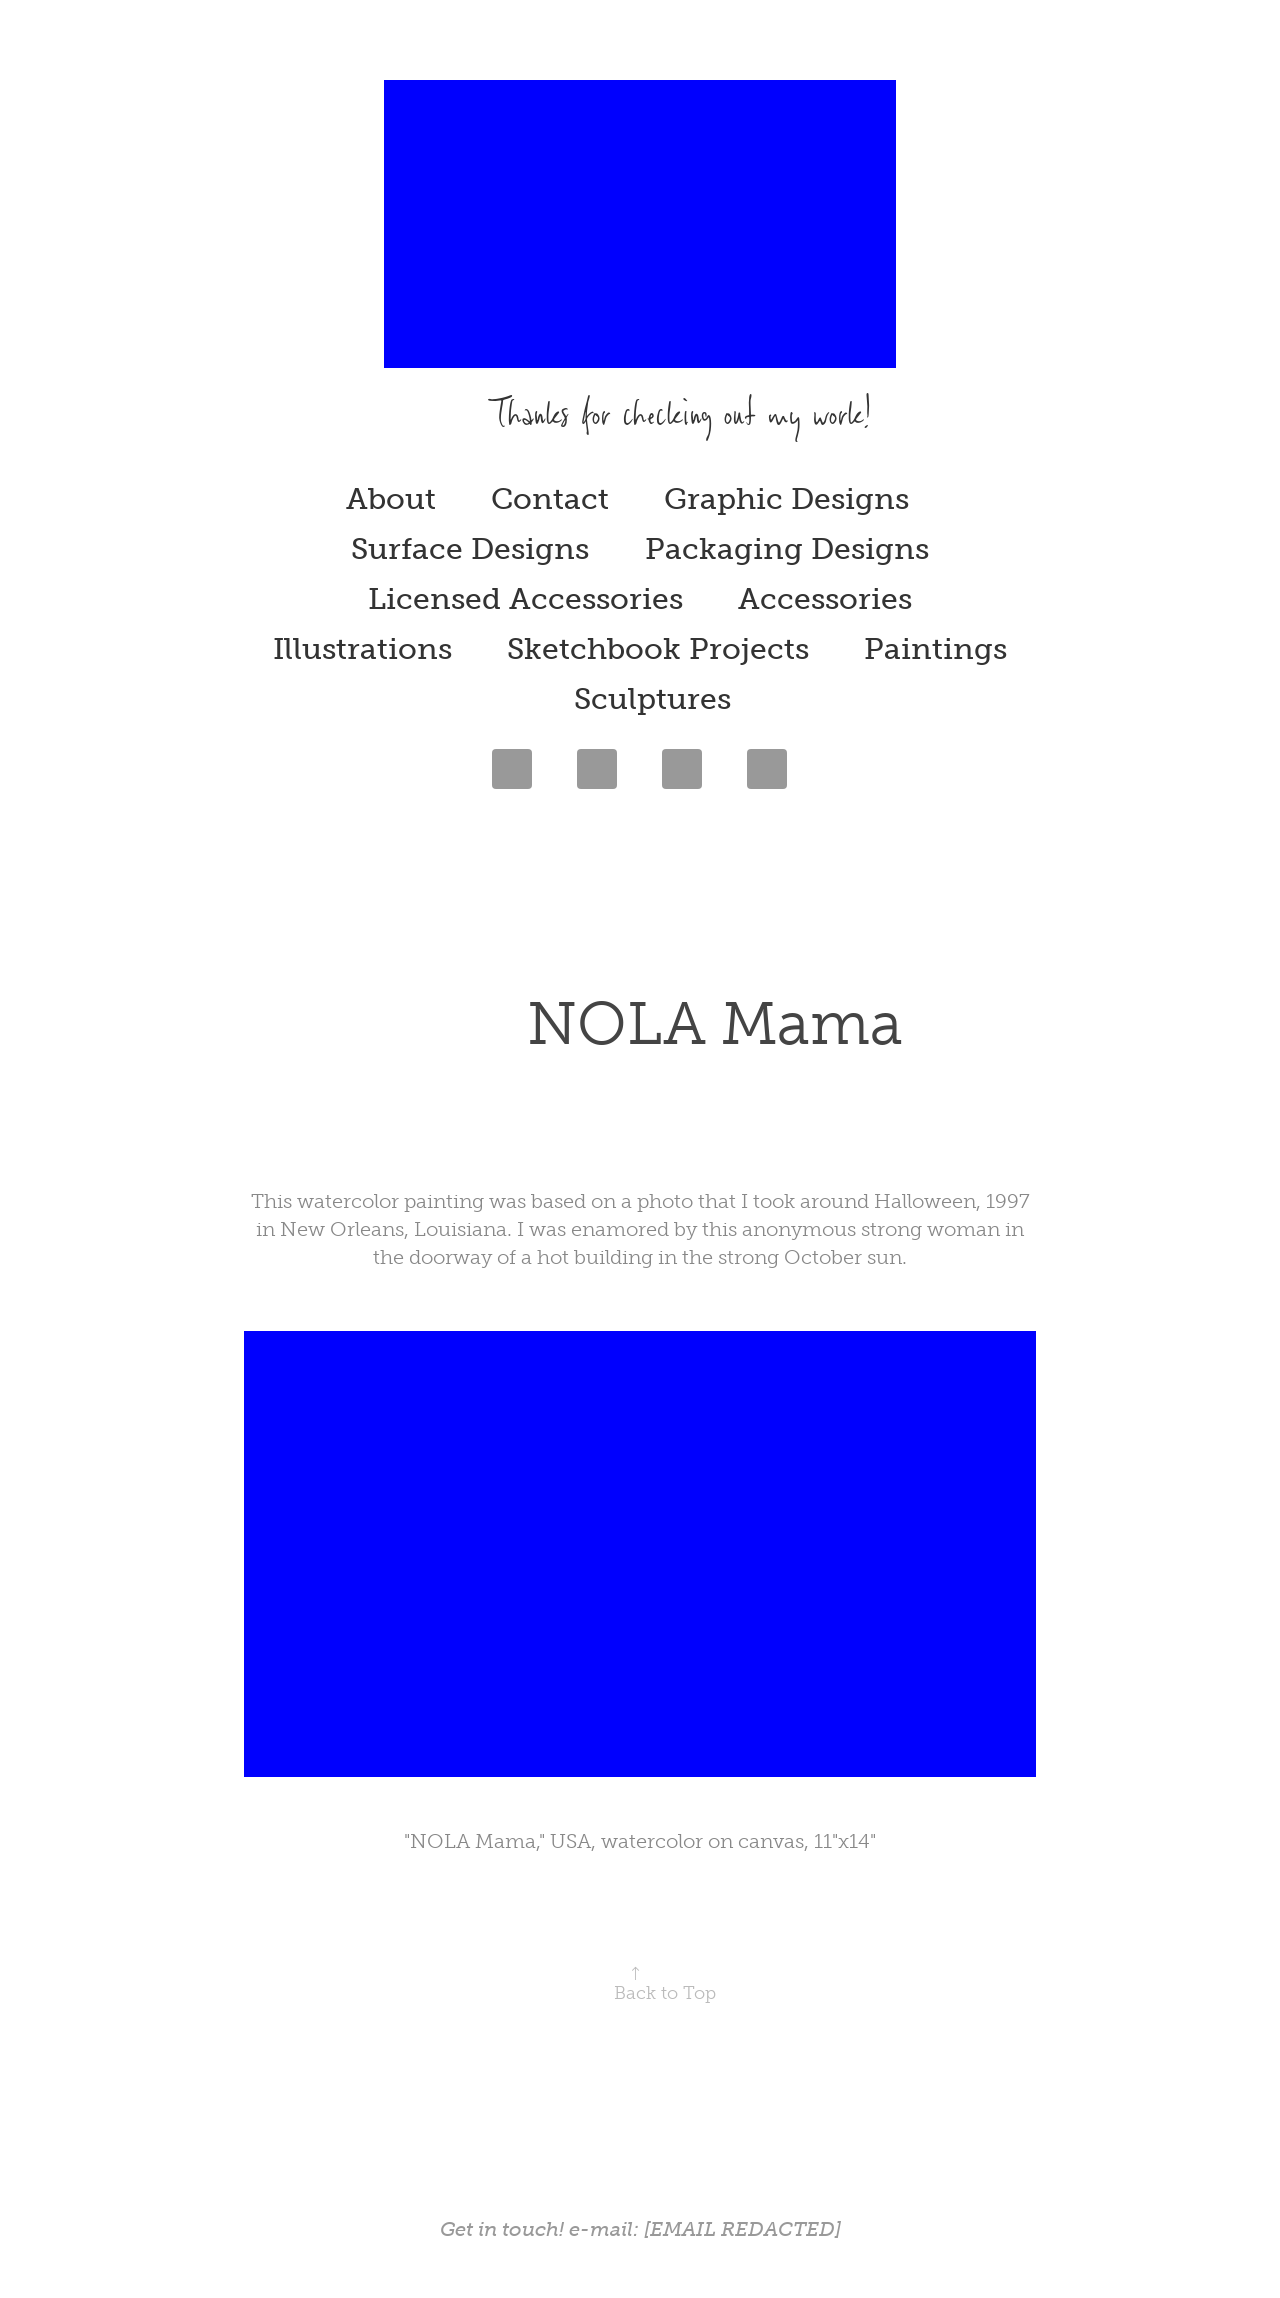 Thanks for checking out my work!
About Contact Graphic Designs
Surface Designs Packaging Designs
Licensed Accessories Accessories
Illustrations Sketchbook Projects Paintings
Sculptures
NOLA Mama
This watercolor painting was based on a photo that I took around Halloween, 1997
in New Orleans, Louisiana. I was enamored by this anonymous strong woman in
the doorway of a hot building in the strong October sun.
"NOLA Mama," USA, watercolor on canvas, 11"x14"
↑
Back to Top
Get in touch! e-mail: [EMAIL REDACTED]